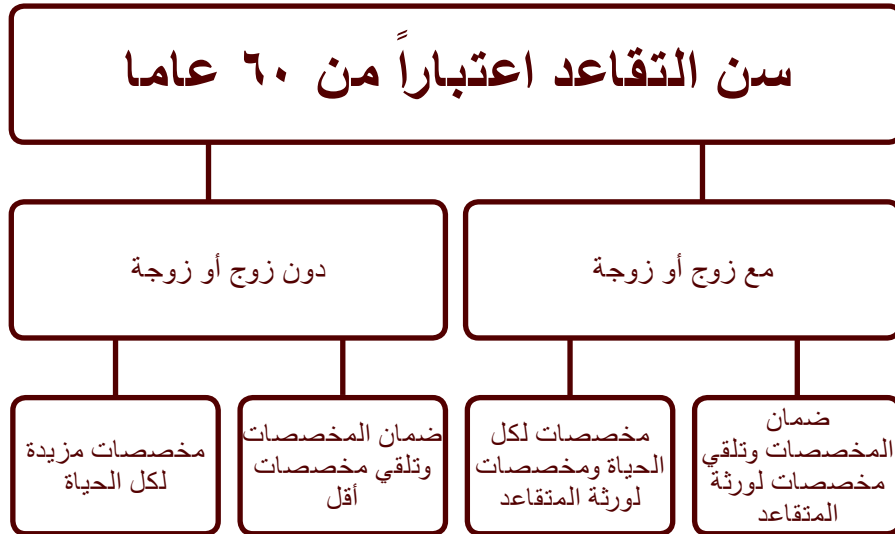 سن التقاعد اعتباراً من ٦٠ عاما
مع زوج أو زوجة
دون زوج أو زوجة
ضمان
المخصصات وتلقي
مخصصات لورثة
المتقاعد
مخصصات لكل
الحياة ومخصصات
لورثة المتقاعد
ضمان المخصصات
وتلقي مخصصات
أقل
مخصصات مزيدة
لكل الحياة